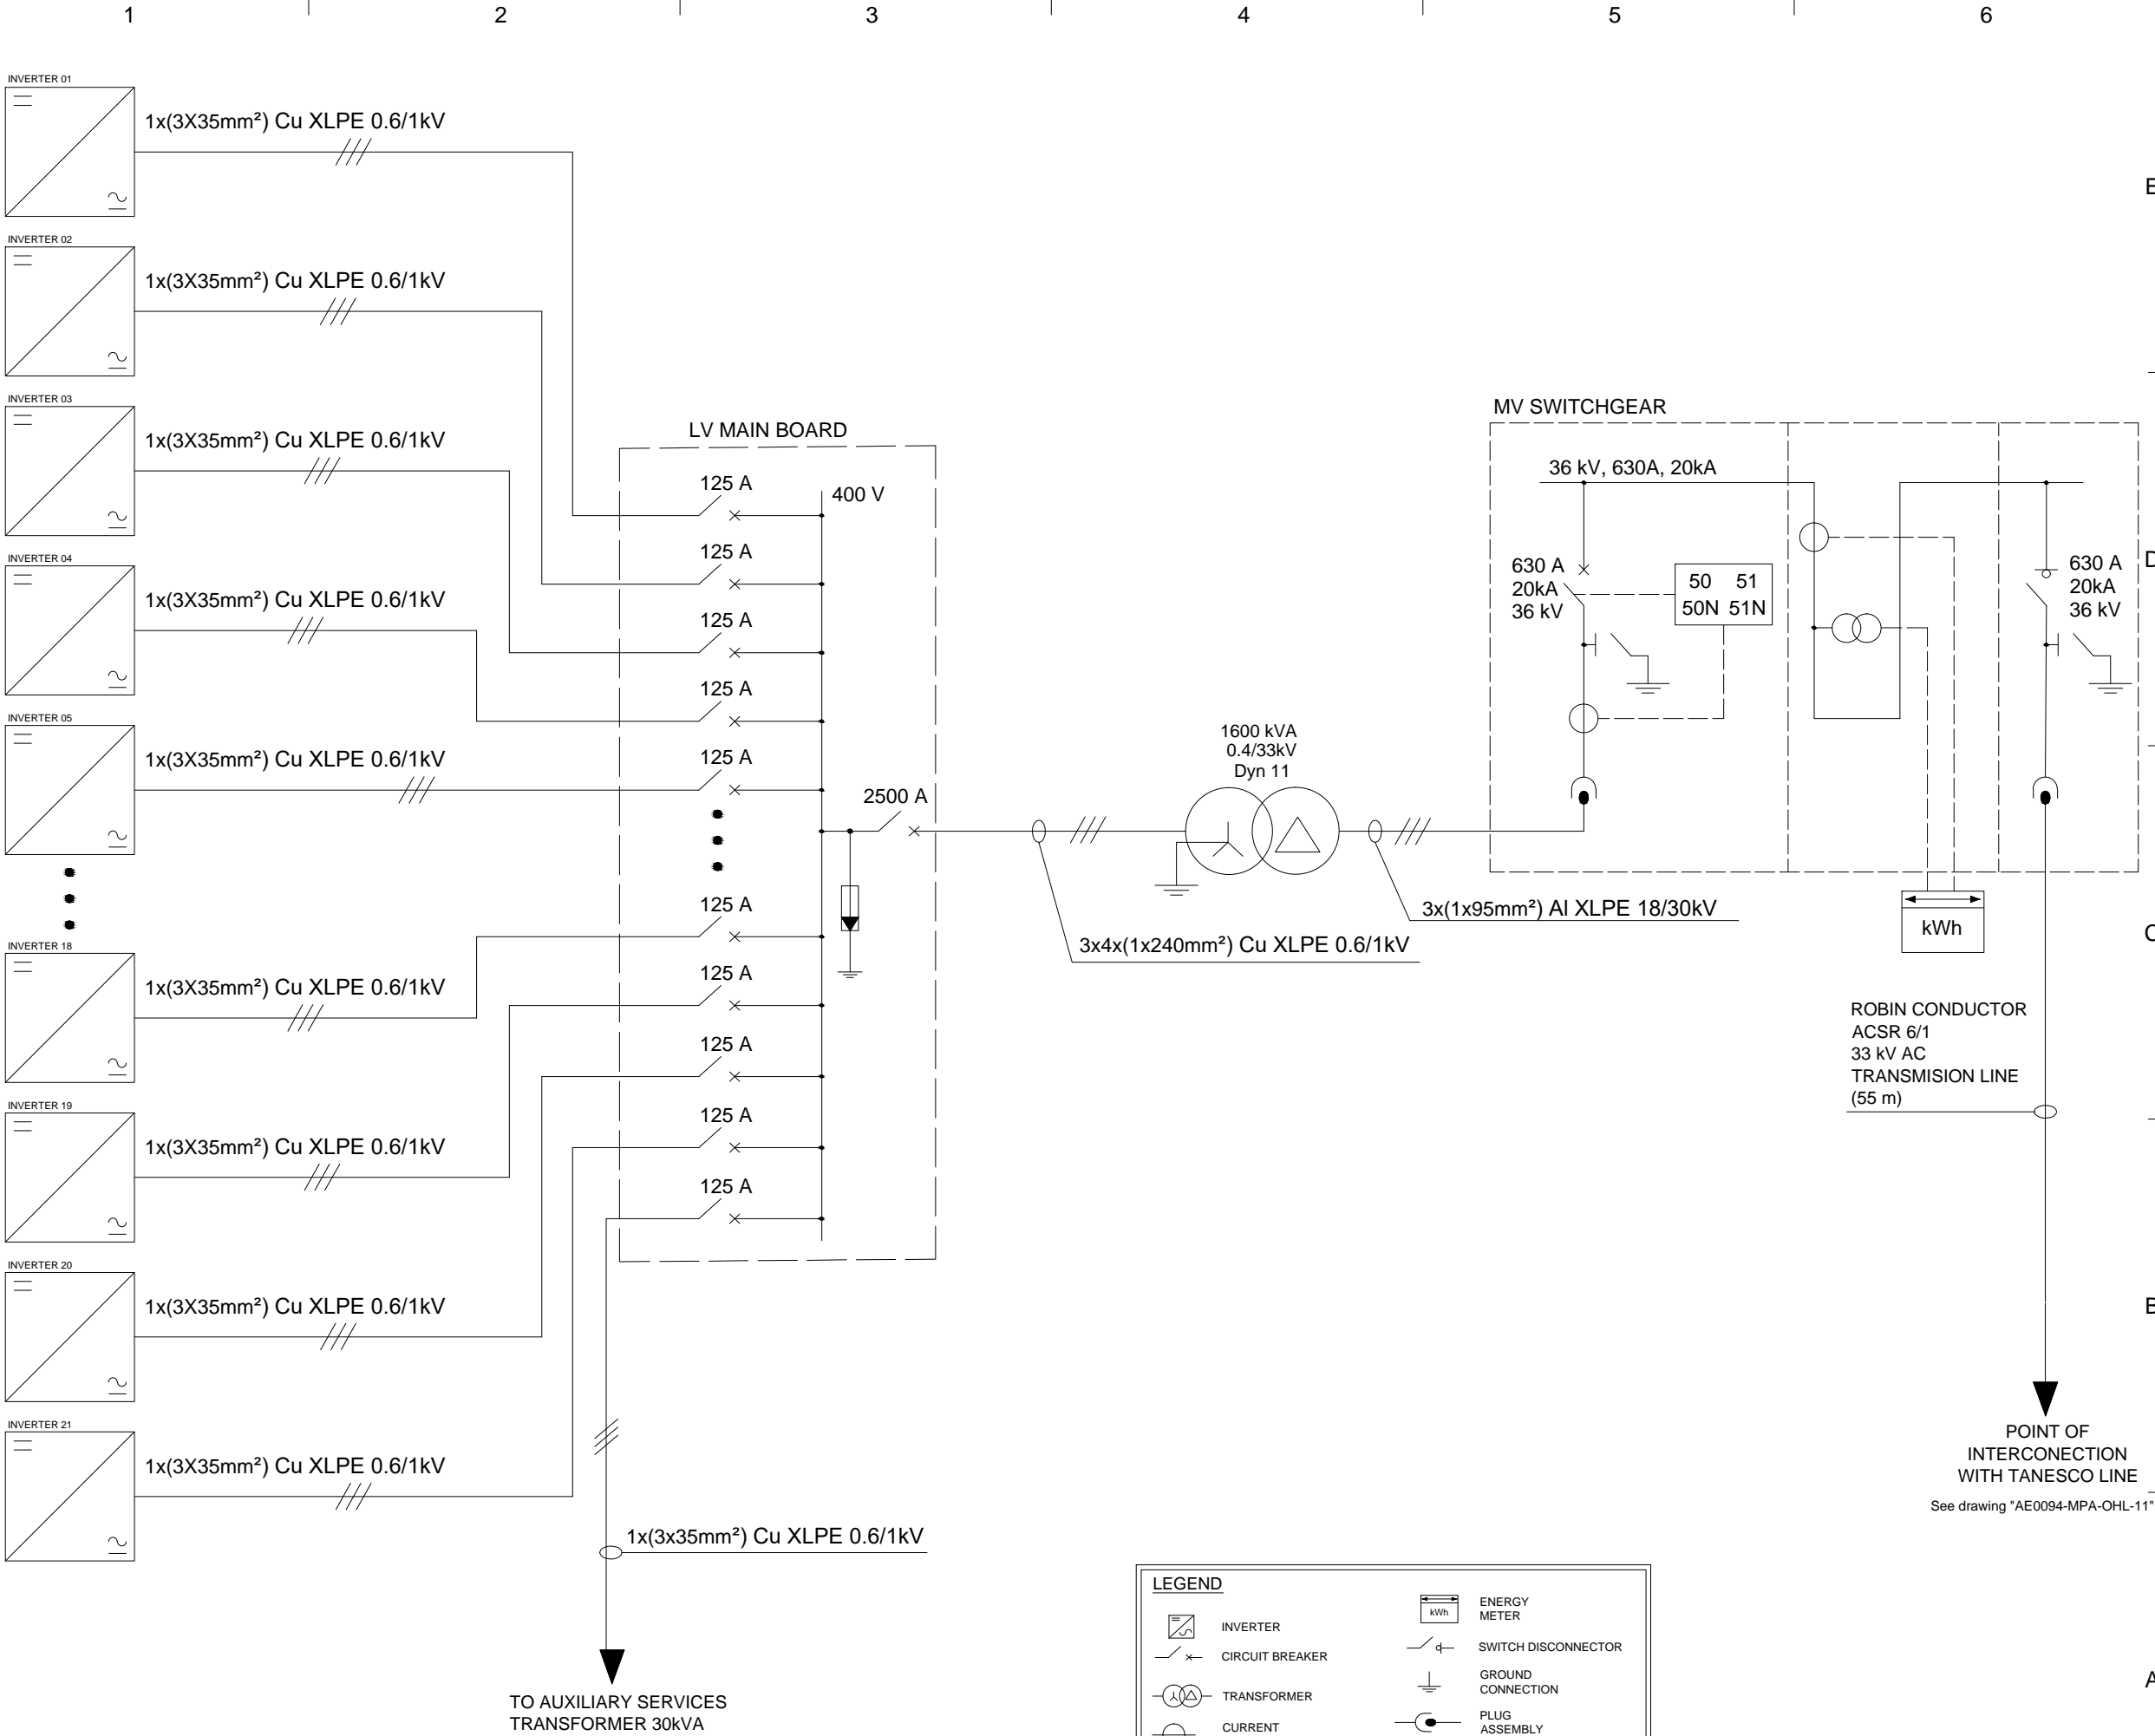 1
2
3
4
5
6
INVERTER 01
1x(3X35mm²) Cu XLPE 0.6/1kV
INVERTER 02
1x(3X35mm²) Cu XLPE 0.6/1kV
INVERTER 03
1x(3X35mm²) Cu XLPE 0.6/1kV
INVERTER 04
1x(3X35mm²) Cu XLPE 0.6/1kV
INVERTER 05
1x(3X35mm²) Cu XLPE 0.6/1kV
INVERTER 18
1x(3X35mm²) Cu XLPE 0.6/1kV
INVERTER 19
1x(3X35mm²) Cu XLPE 0.6/1kV
INVERTER 20
1x(3X35mm²) Cu XLPE 0.6/1kV
INVERTER 21
1x(3X35mm²) Cu XLPE 0.6/1kV
LV MAIN BOARD
125 A
400 V
125 A
125 A
125 A
125 A
2500 A
125 A
125 A
125 A
125 A
125 A
1x(3x35mm²) Cu XLPE 0.6/1kV
TO AUXILIARY SERVICES
TRANSFORMER 30kVA
1600 kVA
0.4/33kV
Dyn 11
3x4x(1x240mm²) Cu XLPE 0.6/1kV
3x(1x95mm²) Al XLPE 18/30kV
MV SWITCHGEAR
36 kV, 630A, 20kA
630 A
20kA
36 kV
50 51
50N 51N
630 A
20kA
36 kV
kWh
ROBIN CONDUCTOR
ACSR 6/1
33 kV AC
TRANSMISION LINE
(55 m)
POINT OF
INTERCONECTION
WITH TANESCO LINE
See drawing "AE0094-MPA-OHL-11"
E
D
C
B
A
LEGEND
INVERTER
CIRCUIT BREAKER
TRANSFORMER
CURRENT
kWh
ENERGY
METER
SWITCH DISCONNECTOR
GROUND
CONNECTION
PLUG
ASSEMBLY